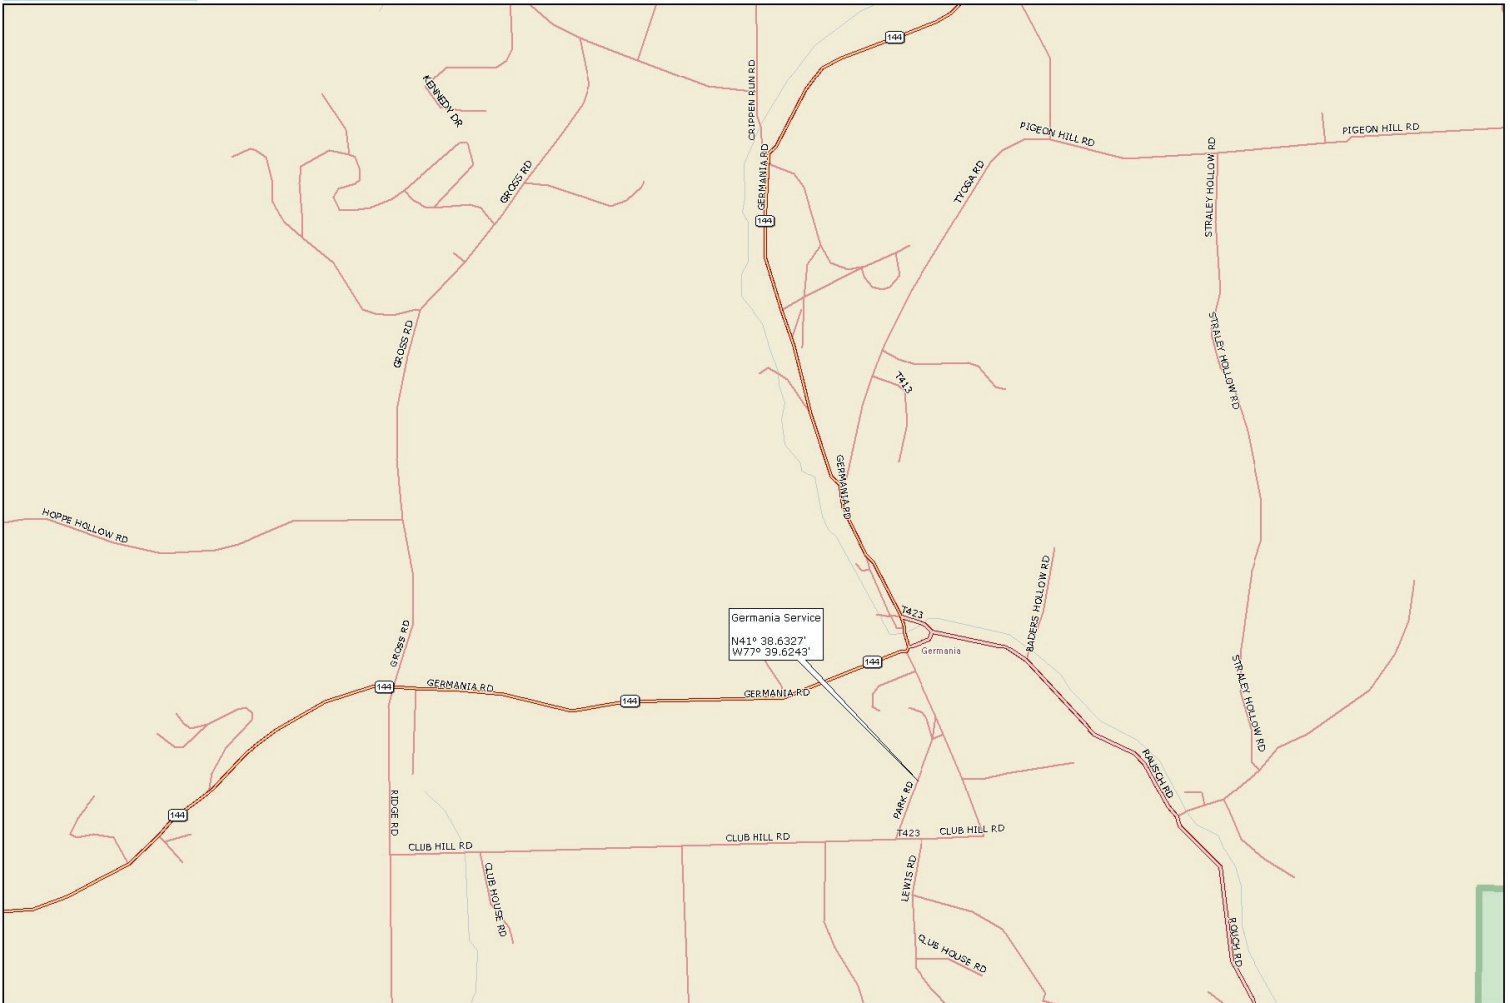 144
CRIPPEN RUN RD
KENNEDY DR
PIGEON HILL RD
PIGEON HILL RD
GERMANIA RD
GROSS RD
TYOGA RD
STRALEY HOLLOW RD
144
GROSS RD
STRALEY HOLLOW RD
T413
GERMANIA RD
HOPPE HOLLOW RD
BADERS HOLLOW RD
T423
Germania Service
N41° 38.6327'
W77° 39.6243'
GROSS RD
Germania
144
144
GERMANIA RD
144
GERMANIA RD
STRALEY HOLLOW RD
RAUSCH RD
PARK RD
144
RIDGE RD
CLUB HILL RD
CLUB HILL RD
T423
CLUB HILL RD
CLUB HOUSE RD
LEWIS RD
CLUB HOUSE RD
ROUCH RD